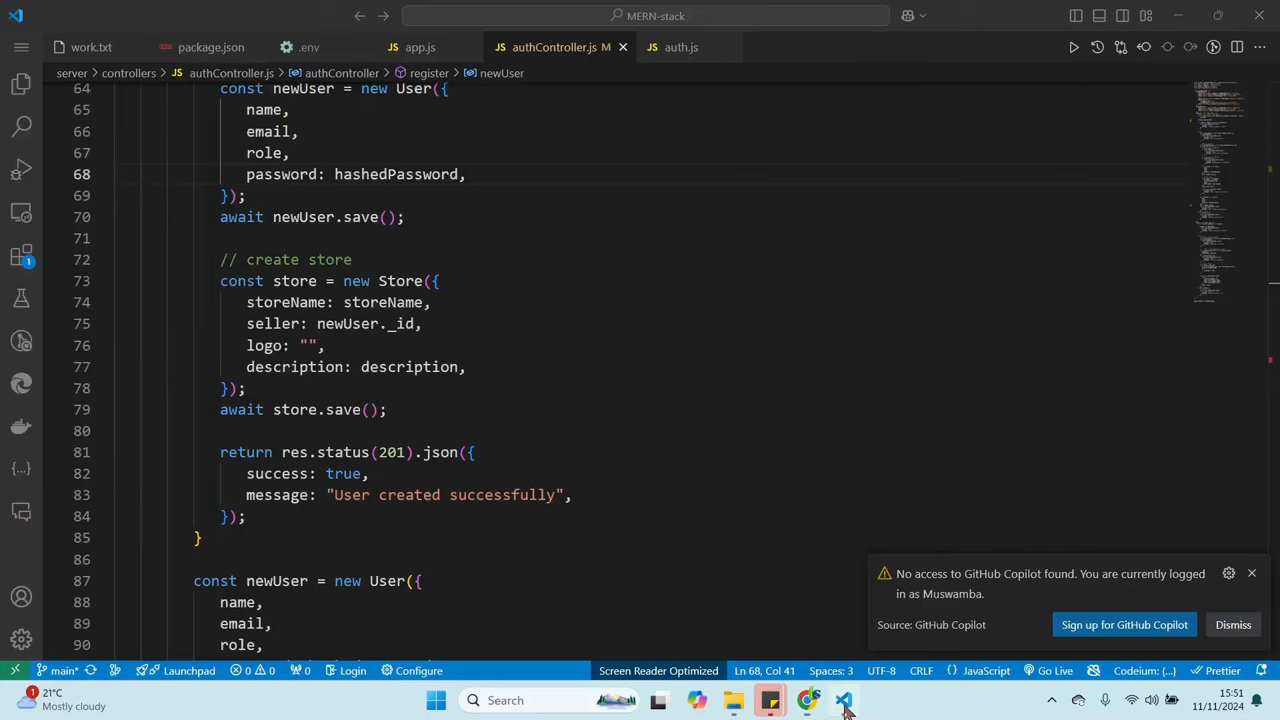 MERN-stack
work.txt
package.json
.env
app.js
JS authController.js M
JS auth.js
server > controllers > JS authController.js > authController > register > newUser
64 const newUser = new User({
65 name,
66 email,
67 role,
68 password: hashedPassword,
69 });
70 await newUser.save();
71
72 // create store
73 const store = new Store({
74 storeName: storeName,
75 seller: newUser._id,
76 logo: "",
77 description: description,
78 });
79 await store.save();
80
81 return res.status(201).json({
82 success: true,
83 message: "User created successfully",
84 });
85 }
86
87 const newUser = new User({
88 name,
89 email,
90 role,
1
No access to GitHub Copilot found. You are currently logged
in as Muswamba.
Source: GitHub Copilot
Sign up for GitHub Copilot
Dismiss
main*
Launchpad
0 0
0
Login
Configure
Screen Reader Optimized
Ln 68, Col 41
Spaces: 3
UTF-8
CRLF
{} JavaScript
Go Live
Codeium: {...}
Prettier
1
21°C
Mostly cloudy
Search
15:51
11/11/2024